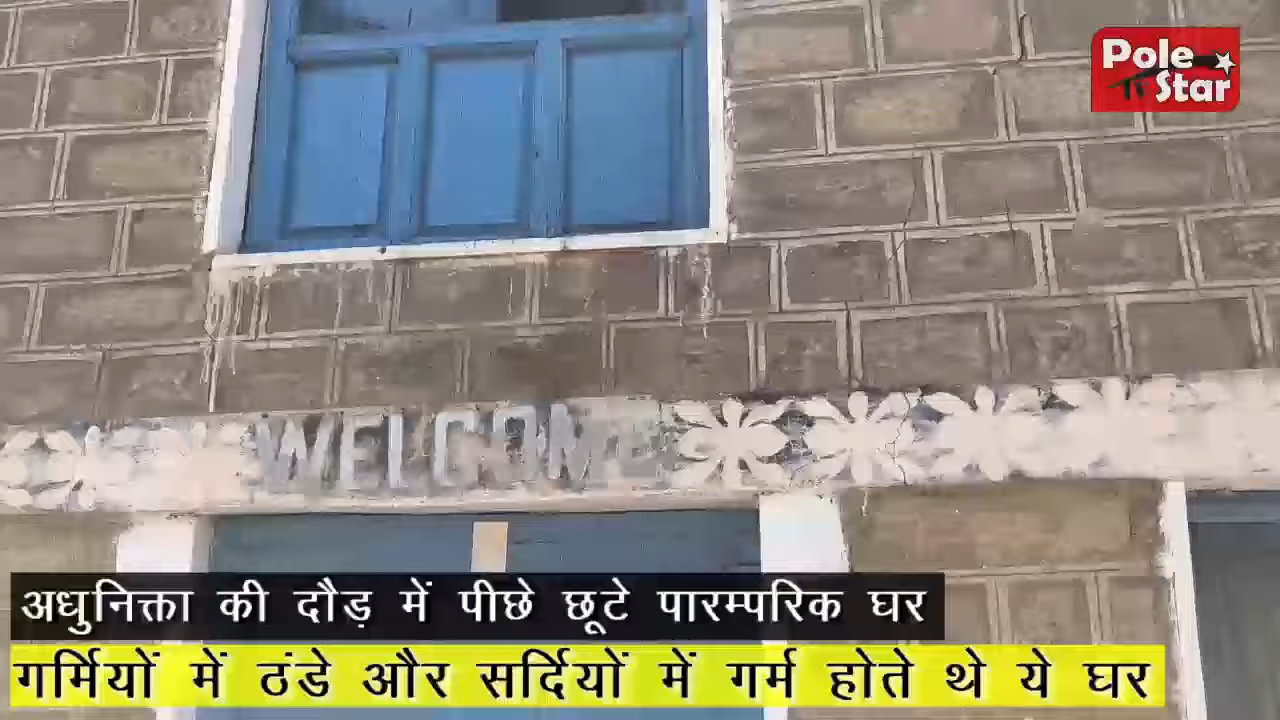 Pole
Star
WELCOME
अधुनिक्ता की दौड़ में पीछे छूटे पारम्परिक घर
गर्मियों में ठंडे और सर्दियों में गर्म होते थे ये घर